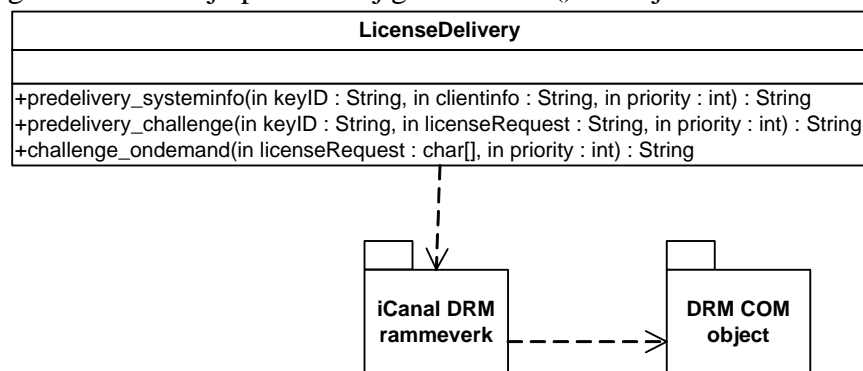 LicenseDelivery
+predelivery_systeminfo(in keyID : String, in clientinfo : String, in priority : int) : String
+predelivery_challenge(in keyID : String, in licenseRequest : String, in priority : int) : String
+challenge_ondemand(in licenseRequest : char[], in priority : int) : String
iCanal DRM
rammeverk
DRM COM
object